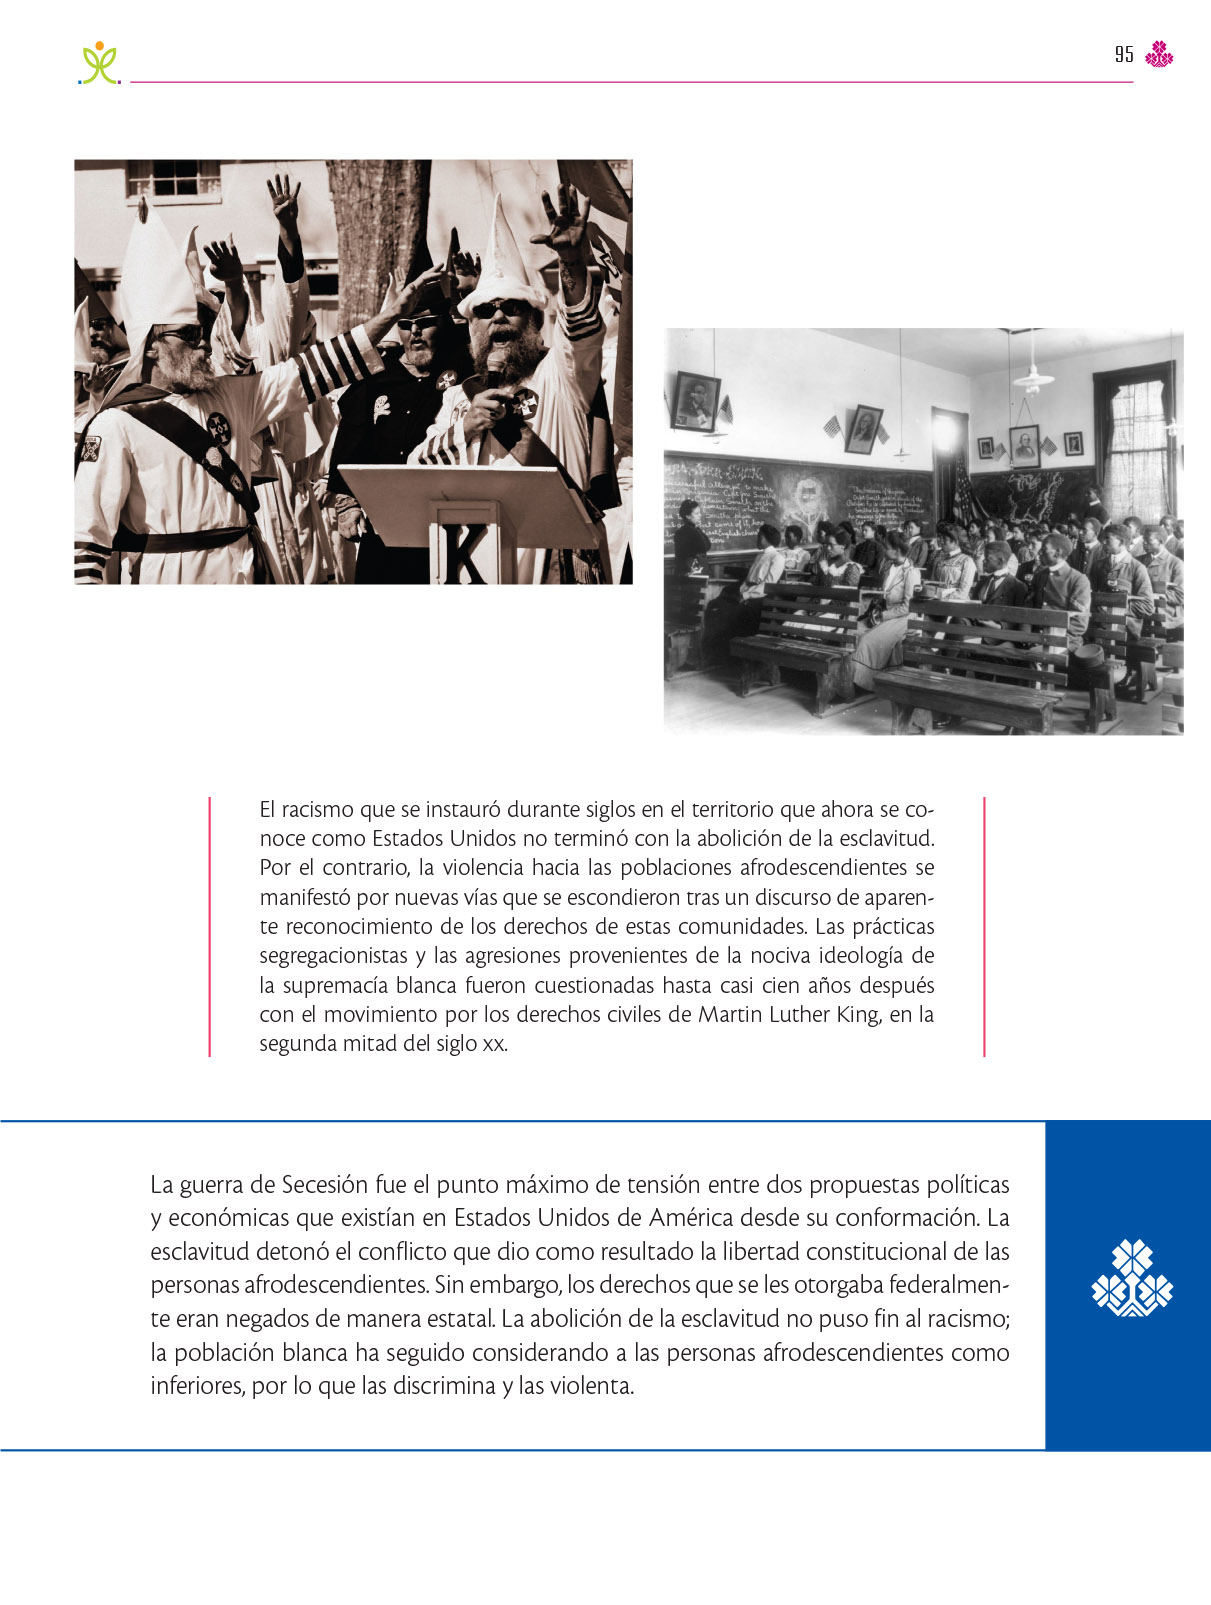 95
K
El racismo que se instauró durante siglos en el territorio que ahora se co-
noce como Estados Unidos no terminó con la abolición de la esclavitud.
Por el contrario, la violencia hacia las poblaciones afrodescendientes se
manifestó por nuevas vías que se escondieron tras un discurso de aparen-
te reconocimiento de los derechos de estas comunidades. Las prácticas
segregacionistas y las agresiones provenientes de la nociva ideología de
la supremacía blanca fueron cuestionadas hasta casi cien años después
con el movimiento por los derechos civiles de Martin Luther King, en la
segunda mitad del siglo XX.
La guerra de Secesión fue el punto máximo de tensión entre dos propuestas políticas
y económicas que existían en Estados Unidos de América desde su conformación. La
esclavitud detonó el conflicto que dio como resultado la libertad constitucional de las
personas afrodescendientes. Sin embargo, los derechos que se les otorgaba federalmen-
te eran negados de manera estatal. La abolición de la esclavitud no puso fin al racismo;
la población blanca ha seguido considerando a las personas afrodescendientes como
inferiores, por lo que las discrimina y las violenta.